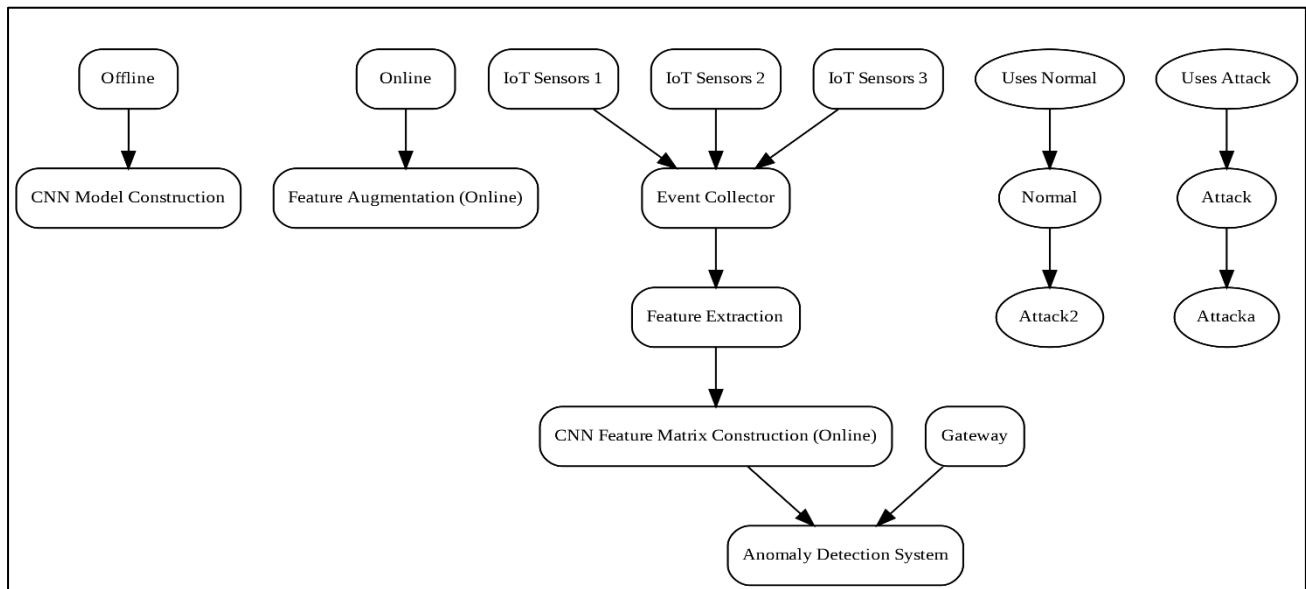 Offline
Online
IoT Sensors 1
IoT Sensors 2
IoT Sensors 3
Uses Normal
Uses Attack
CNN Model Construction
Feature Augmentation (Online)
Event Collector
Normal
Attack
Feature Extraction
Attack2
Attacka
CNN Feature Matrix Construction (Online)
Gateway
Anomaly Detection System